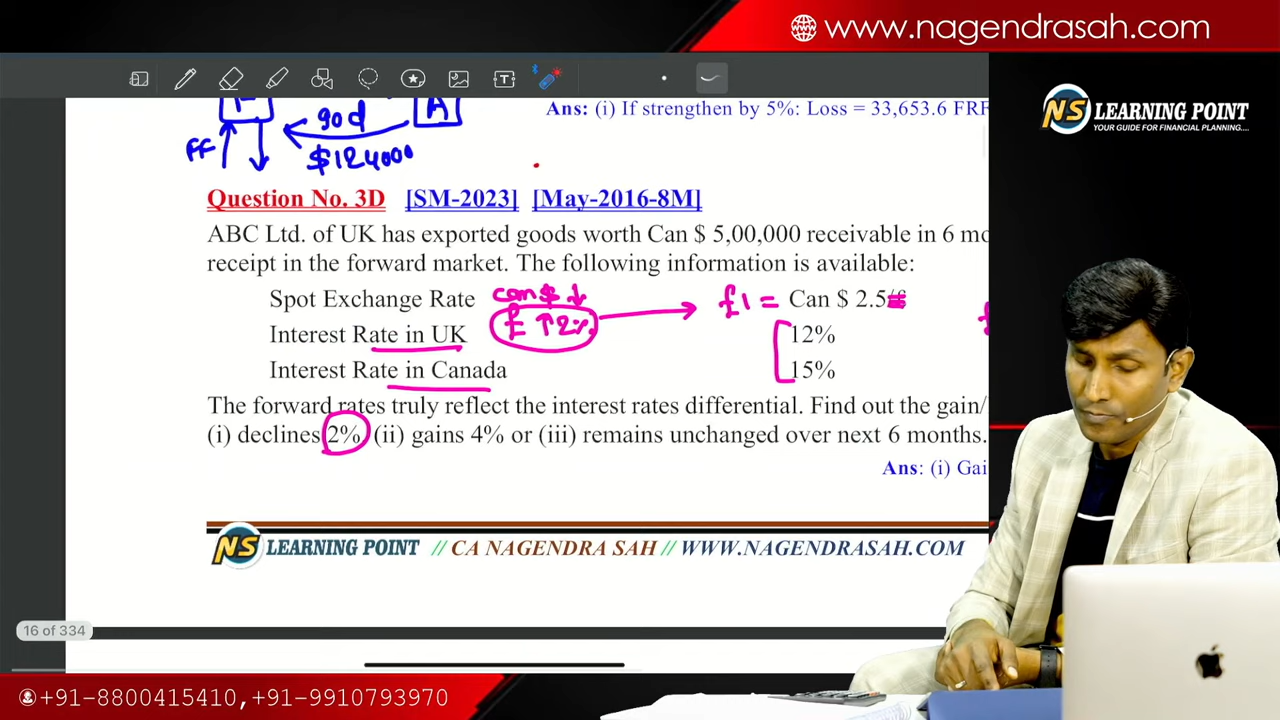 www.nagendrasah.com
NS LEARNING POINT
YOUR GUIDE FOR FINANCIAL PLANNING....
90d
A
FF
$124000
Ans: (i) If strengthen by 5%: Loss = 33,653.6 FRF
Question No. 3D [SM-2023] [May-2016-8M]
ABC Ltd. of UK has exported goods worth Can $ 5,00,000 receivable in 6 mo
receipt in the forward market. The following information is available:
Spot Exchange Rate can $ ↓ £1 = Can $ 2.5/£
Interest Rate in UK £ ↑ 2% 12%
Interest Rate in Canada 15%
The forward rates truly reflect the interest rates differential. Find out the gain/
(i) declines 2%, (ii) gains 4% or (iii) remains unchanged over next 6 months.
Ans: (i) Gai
NS LEARNING POINT // CA NAGENDRA SAH // WWW.NAGENDRASAH.COM
16 of 334
+91-8800415410,+91-9910793970